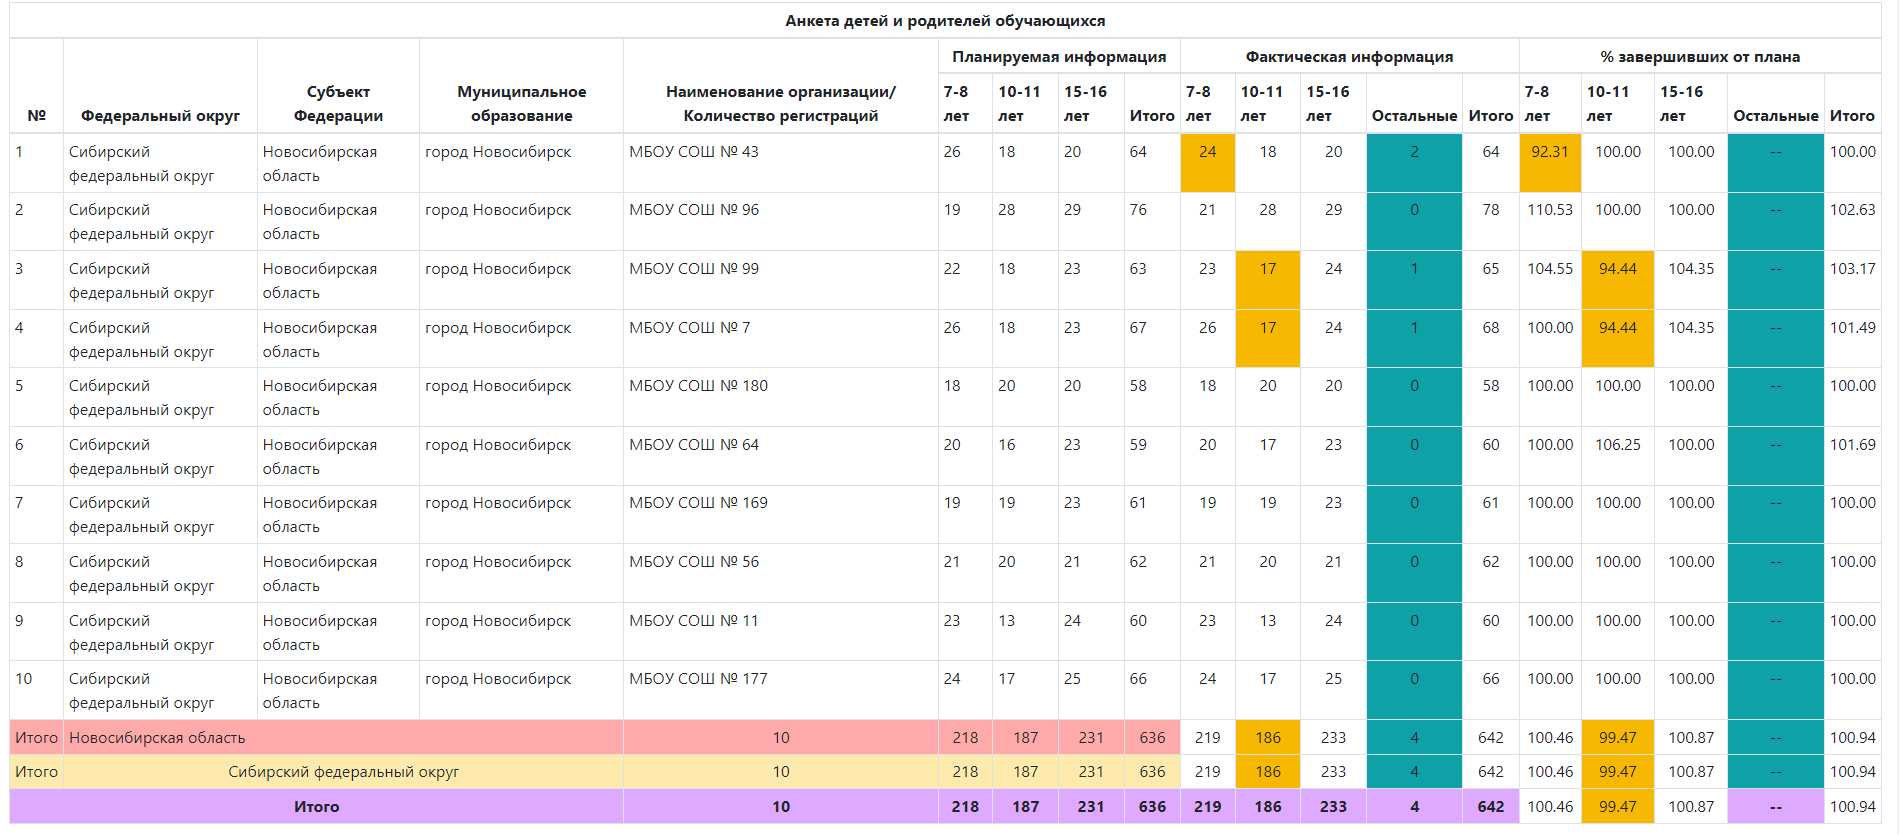 Анкета детей и родителей обучающихся
Планируемая информация Фактическая информация % завершивших от плана
№ Федеральный округ Субъект Федерации Муниципальное образование Наименование организации/ Количество регистраций 7-8 лет 10-11 лет 15-16 лет Итого 7-8 лет 10-11 лет 15-16 лет Остальные Итого 7-8 лет 10-11 лет 15-16 лет Остальные Итого
1 Сибирский федеральный округ Новосибирская область город Новосибирск МБОУ СОШ № 43 26 18 20 64 24 18 20 2 64 92.31 100.00 100.00 -- 100.00
2 Сибирский федеральный округ Новосибирская область город Новосибирск МБОУ СОШ № 96 19 28 29 76 21 28 29 0 78 110.53 100.00 100.00 -- 102.63
3 Сибирский федеральный округ Новосибирская область город Новосибирск МБОУ СОШ № 99 22 18 23 63 23 17 24 1 65 104.55 94.44 104.35 -- 103.17
4 Сибирский федеральный округ Новосибирская область город Новосибирск МБОУ СОШ № 7 26 18 23 67 26 17 24 1 68 100.00 94.44 104.35 -- 101.49
5 Сибирский федеральный округ Новосибирская область город Новосибирск МБОУ СОШ № 180 18 20 20 58 18 20 20 0 58 100.00 100.00 100.00 -- 100.00
6 Сибирский федеральный округ Новосибирская область город Новосибирск МБОУ СОШ № 64 20 16 23 59 20 17 23 0 60 100.00 106.25 100.00 -- 101.69
7 Сибирский федеральный округ Новосибирская область город Новосибирск МБОУ СОШ № 169 19 19 23 61 19 19 23 0 61 100.00 100.00 100.00 -- 100.00
8 Сибирский федеральный округ Новосибирская область город Новосибирск МБОУ СОШ № 56 21 20 21 62 21 20 21 0 62 100.00 100.00 100.00 -- 100.00
9 Сибирский федеральный округ Новосибирская область город Новосибирск МБОУ СОШ № 11 23 13 24 60 23 13 24 0 60 100.00 100.00 100.00 -- 100.00
10 Сибирский федеральный округ Новосибирская область город Новосибирск МБОУ СОШ № 177 24 17 25 66 24 17 25 0 66 100.00 100.00 100.00 -- 100.00
Итого Новосибирская область 10 218 187 231 636 219 186 233 4 642 100.46 99.47 100.87 -- 100.94
Итого Сибирский федеральный округ 10 218 187 231 636 219 186 233 4 642 100.46 99.47 100.87 -- 100.94
Итого 10 218 187 231 636 219 186 233 4 642 100.46 99.47 100.87 -- 100.94